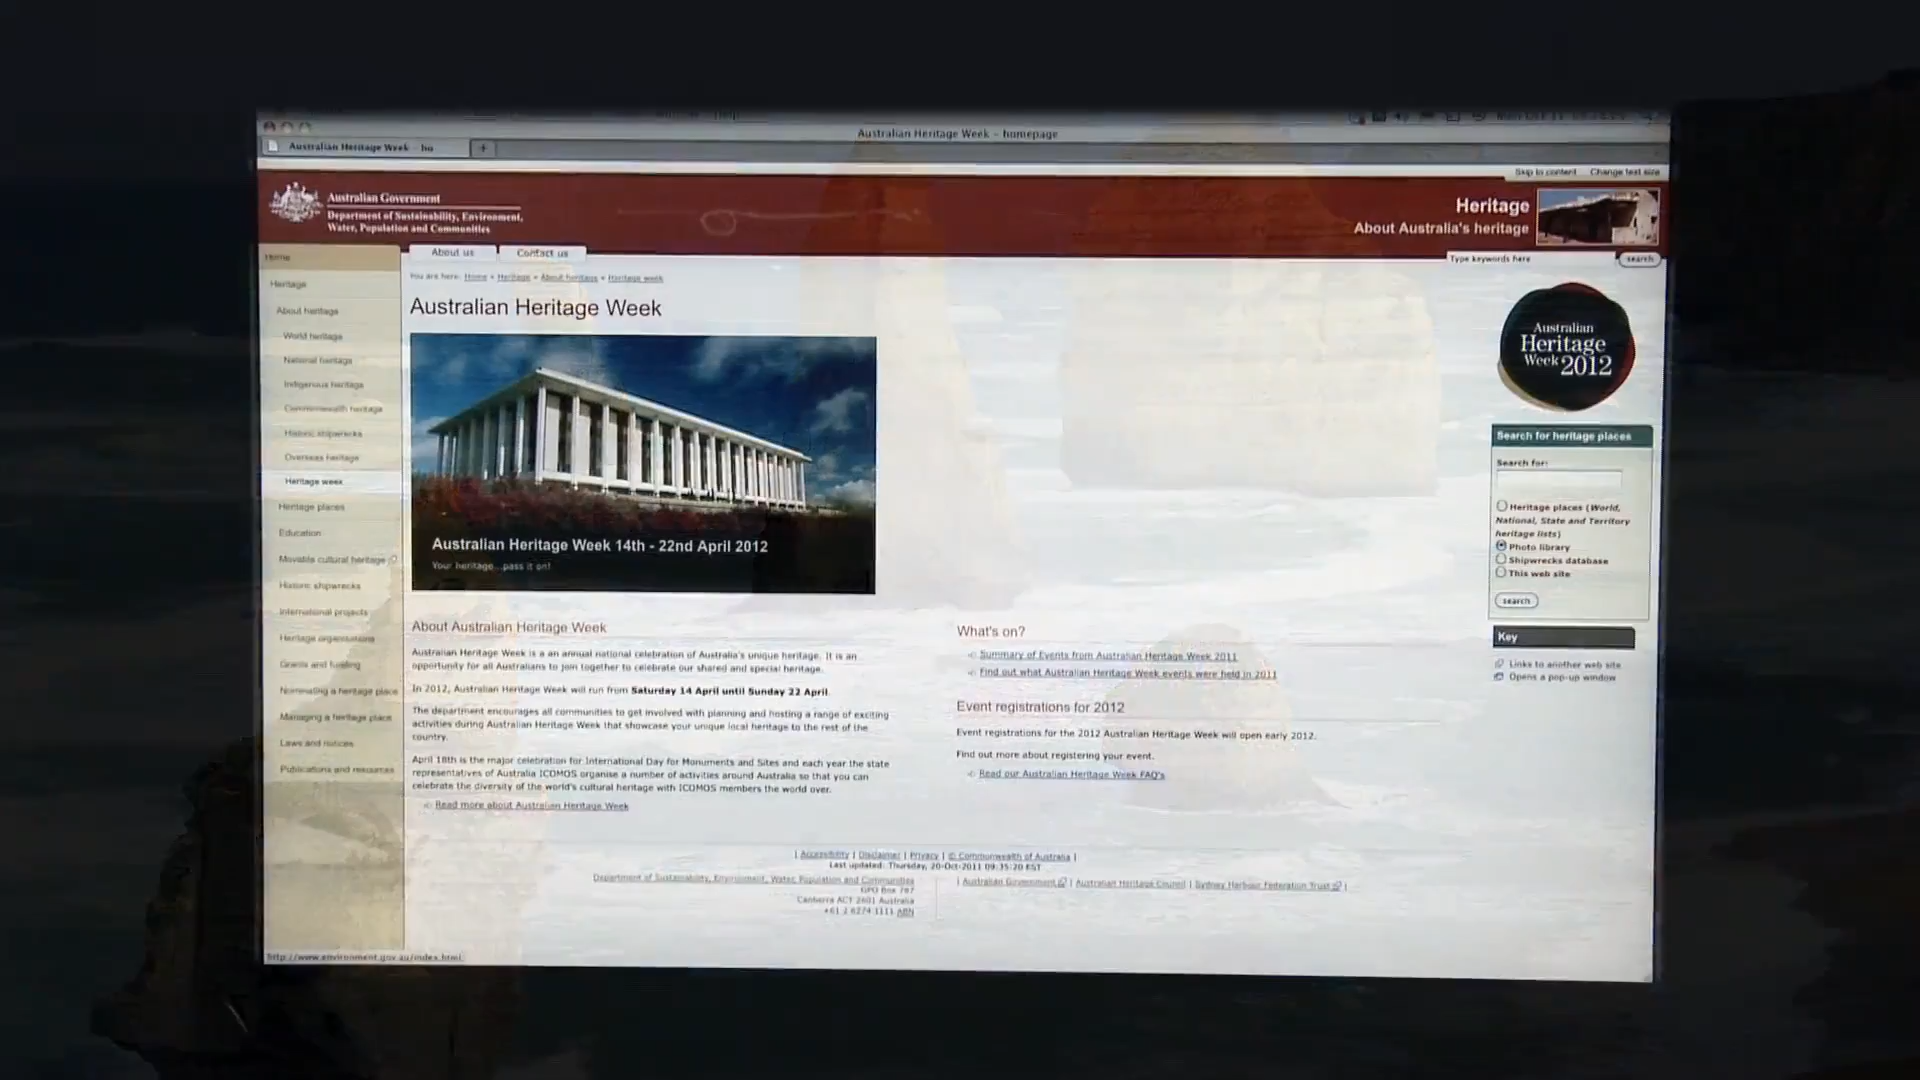 Australian Heritage Week - homepage
Australian Heritage Week - ho
+
Skip to content Change text size
Australian Government
Department of Sustainability, Environment,
Water, Population and Communities
Heritage
About Australia's heritage
About us
Contact us
Type keywords here
search
Home
Heritage
About heritage
World heritage
National heritage
Indigenous heritage
Commonwealth heritage
Historic shipwrecks
Overseas heritage
Heritage week
Heritage places
Education
Movable cultural heritage
Historic shipwrecks
International projects
Heritage organisations
Grants and funding
Nominating a heritage place
Managing a heritage place
Laws and notices
Publications and resources
You are here: Home » Heritage » About heritage » Heritage week
Australian Heritage Week
Australian Heritage Week 14th - 22nd April 2012
Your heritage...pass it on!
About Australian Heritage Week
Australian Heritage Week is a an annual national celebration of Australia's unique heritage. It is an
opportunity for all Australians to join together to celebrate our shared and special heritage.
In 2012, Australian Heritage Week will run from Saturday 14 April until Sunday 22 April.
The department encourages all communities to get involved with planning and hosting a range of exciting
activities during Australian Heritage Week that showcase your unique local heritage to the rest of the
country.
April 18th is the major celebration for International Day for Monuments and Sites and each year the state
representatives of Australia ICOMOS organise a number of activities around Australia so that you can
celebrate the diversity of the world's cultural heritage with ICOMOS members the world over.
Read more about Australian Heritage Week
What's on?
Summary of Events from Australian Heritage Week 2011
Find out what Australian Heritage Week events were held in 2011
Event registrations for 2012
Event registrations for the 2012 Australian Heritage Week will open early 2012.
Find out more about registering your event.
Read our Australian Heritage Week FAQ's
Australian
Heritage
Week 2012
Search for heritage places
Search for:
Heritage places (World,
National, State and Territory
heritage lists)
Photo library
Shipwrecks database
This web site
search
Key
Links to another web site
Opens a pop-up window
| Accessibility | Disclaimer | Privacy | © Commonwealth of Australia |
Last updated: Thursday, 20-Oct-2011 09:35:20 EST
Department of Sustainability, Environment, Water, Population and Communities
GPO Box 787
Canberra ACT 2601 Australia
+61 2 6274 1111 ABN
| Australian Government | Australian Heritage Council | Sydney Harbour Federation Trust |
http://www.environment.gov.au/index.html